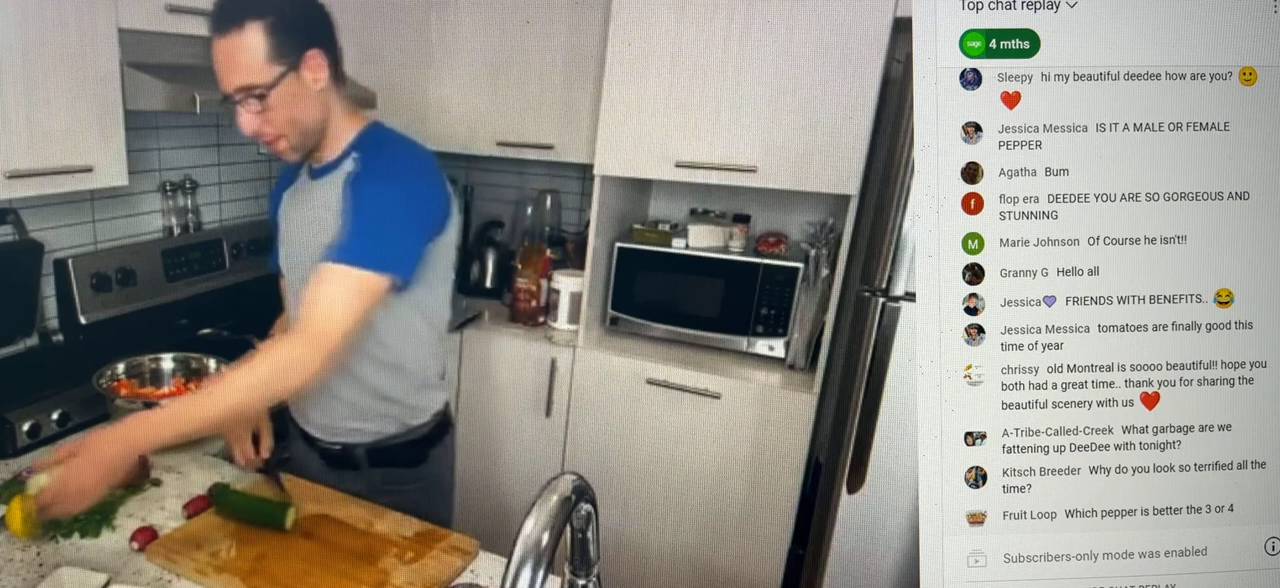 Top chat replay
sage 4 mths
Sleepy hi my beautiful deedee how are you?
Jessica Messica IS IT A MALE OR FEMALE
PEPPER
Agatha Bum
flop era DEEDEE YOU ARE SO GORGEOUS AND
STUNNING
Marie Johnson Of Course he isn't!!
Granny G Hello all
Jessica💜 FRIENDS WITH BENEFITS.. 😂
Jessica Messica tomatoes are finally good this
time of year
chrissy old Montreal is soooo beautiful!! hope you
both had a great time.. thank you for sharing the
beautiful scenery with us ❤️
A-Tribe-Called-Creek What garbage are we
fattening up DeeDee with tonight?
Kitsch Breeder Why do you look so terrified all the
time?
Fruit Loop Which pepper is better the 3 or 4
Subscribers-only mode was enabled
CHAT REPLAY